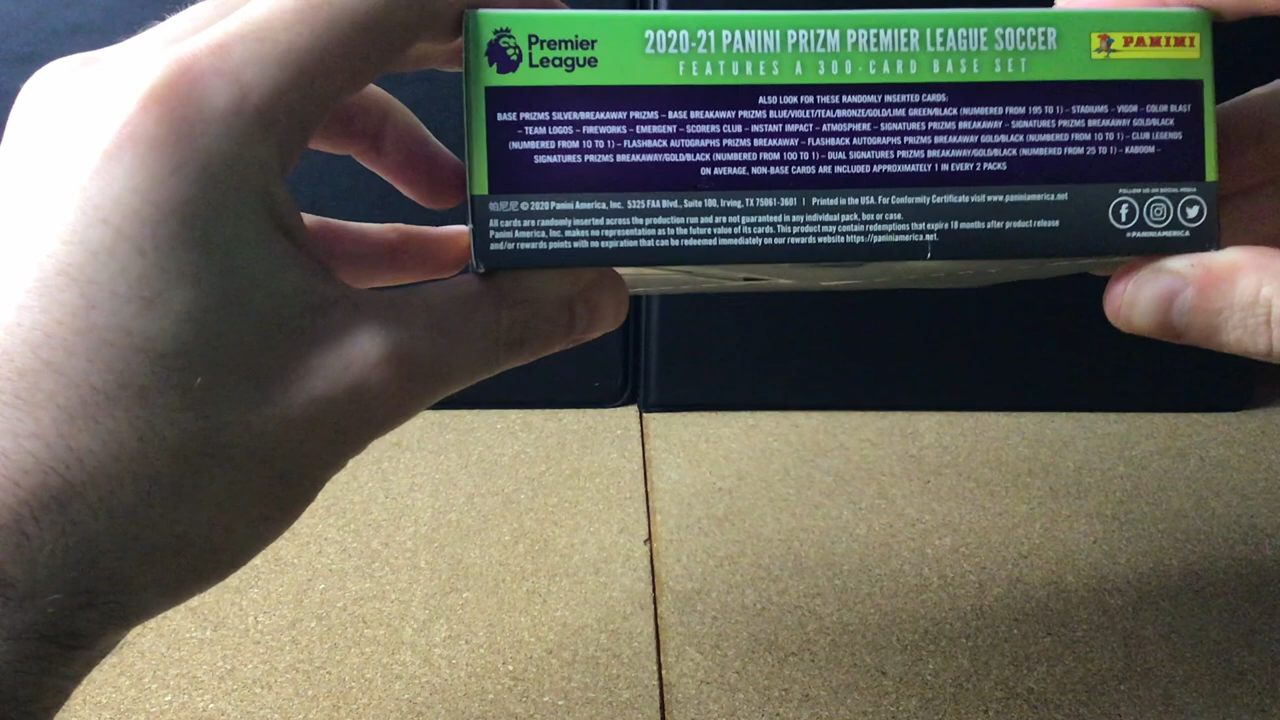 Premier
League
2020-21 PANINI PRIZM PREMIER LEAGUE SOCCER
FEATURES A 300-CARD BASE SET
PANINI
ALSO LOOK FOR THESE RANDOMLY INSERTED CARDS:
BASE PRIZMS SILVER/BREAKAWAY PRIZMS – BASE BREAKAWAY PRIZMS BLUE/VIOLET/TEAL/BRONZE/GOLD/LIME GREEN/BLACK (NUMBERED FROM 195 TO 1) – STADIUMS – VIGOR – COLOR BLAST
– TEAM LOGOS – FIREWORKS – EMERGENT – SCORERS CLUB – INSTANT IMPACT – ATMOSPHERE – SIGNATURES PRIZMS BREAKAWAY – SIGNATURES PRIZMS BREAKAWAY GOLD/BLACK
(NUMBERED FROM 10 TO 1) – FLASHBACK AUTOGRAPHS PRIZMS BREAKAWAY – FLASHBACK AUTOGRAPHS PRIZMS BREAKAWAY GOLD/BLACK (NUMBERED FROM 10 TO 1) – CLUB LEGENDS
SIGNATURES PRIZMS BREAKAWAY/GOLD/BLACK (NUMBERED FROM 100 TO 1) – DUAL SIGNATURES PRIZMS BREAKAWAY/GOLD/BLACK (NUMBERED FROM 25 TO 1) – KABOOM –
ON AVERAGE, NON-BASE CARDS ARE INCLUDED APPROXIMATELY 1 IN EVERY 2 PACKS
帕尼尼 © 2020 Panini America, Inc. 5325 FAA Blvd., Suite 100, Irving, TX 75061-3601 | Printed in the USA. For Conformity Certificate visit www.paniniamerica.net
All cards are randomly inserted across the production run and are not guaranteed in any individual pack, box or case.
Panini America, Inc. makes no representation as to the future value of its cards. This product may contain redemptions that expire 18 months after product release
and/or rewards points with no expiration that can be redeemed immediately on our rewards website https://paniniamerica.net.
FOLLOW US ON SOCIAL MEDIA
#PANINIAMERICA